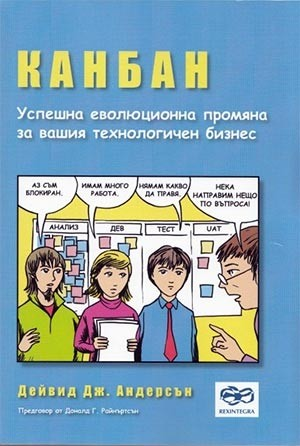 КАНБАН
Успешна еволюционна промяна
за вашия технологичен бизнес
АЗ СЪМ
БЛОКИРАН.
ИМАМ МНОГО
РАБОТА.
НЯМАМ КАКВО
ДА ПРАВЯ.
НЕКА
НАПРАВИМ НЕЩО
ПО ВЪПРОСА!
АНАЛИЗ
ДЕВ
ТЕСТ
UAT
Дейвид Дж. Андерсън
Предговор от Доналд Г. Райнъртсън
REXINTEGRA